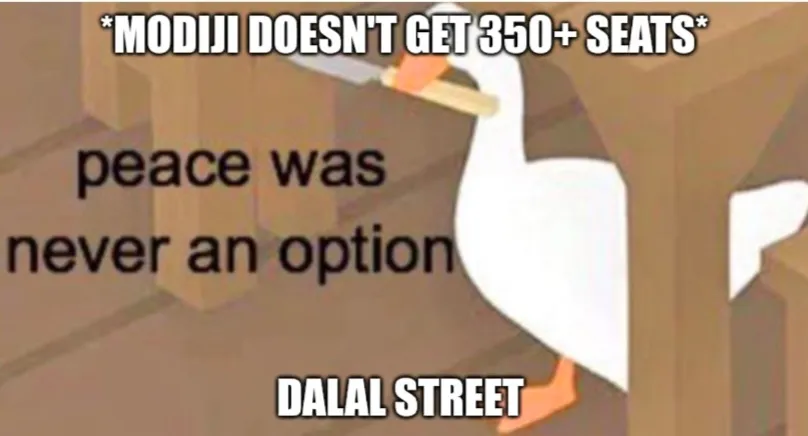 *MODIJI DOESN'T GET 350+ SEATS*
peace was
never an option
DALAL STREET